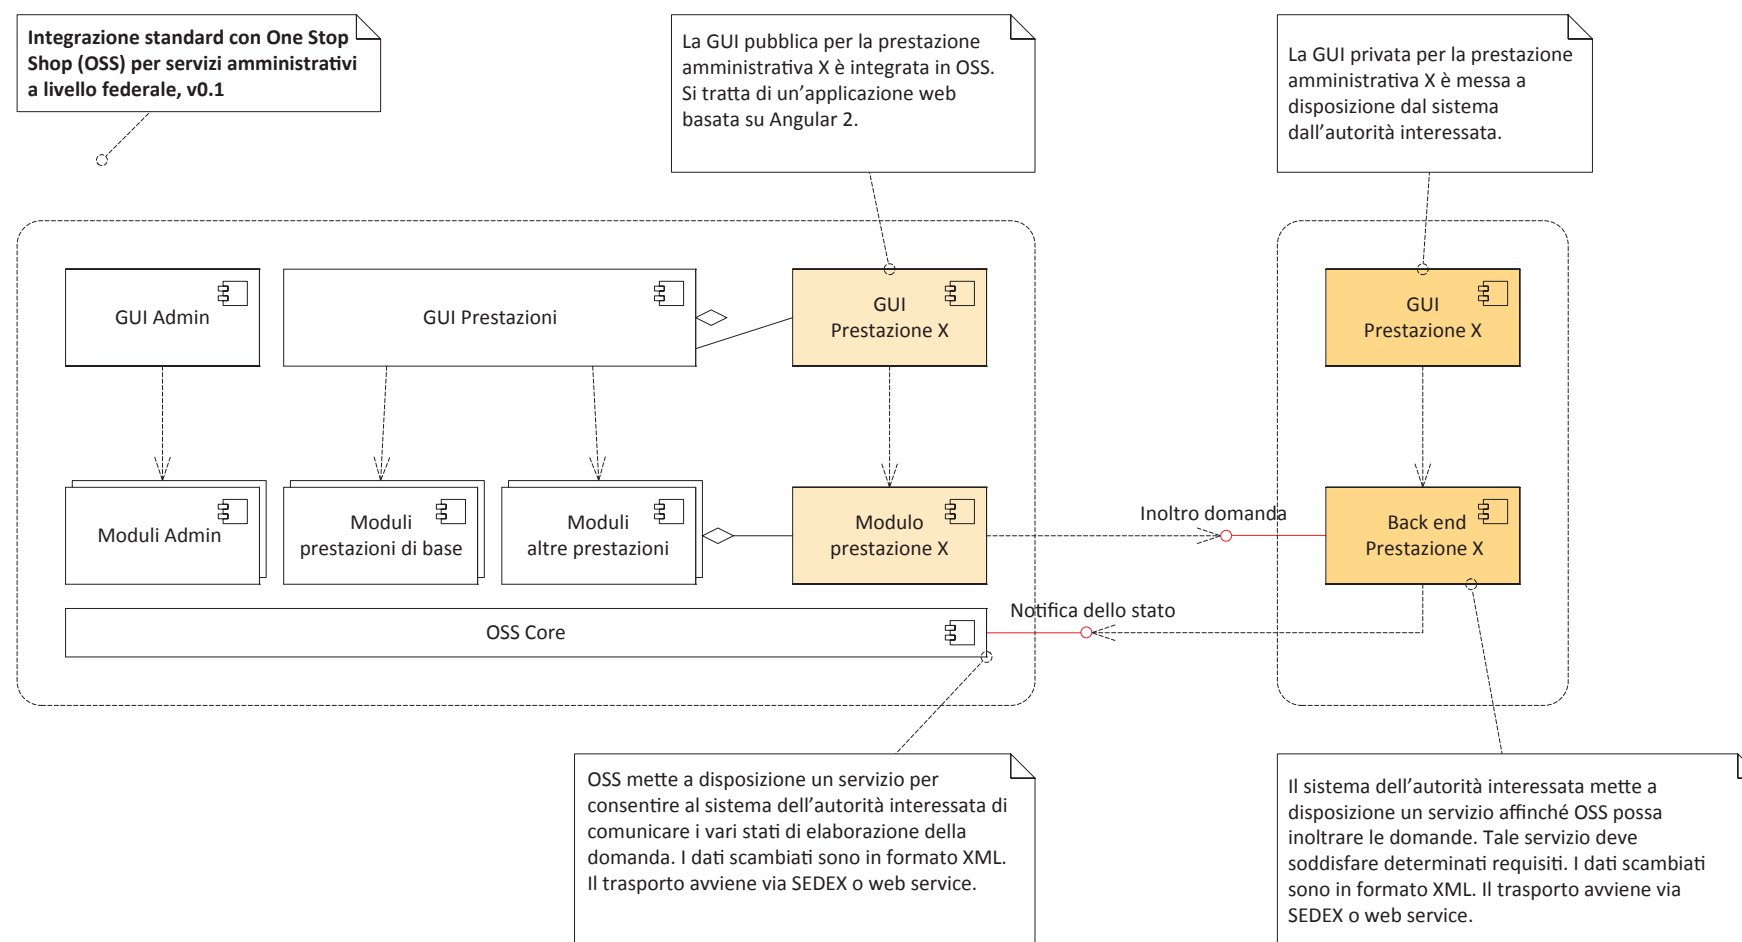 Integrazione standard con One Stop
Shop (OSS) per servizi amministrativi
a livello federale, v0.1
La GUI pubblica per la prestazione
amministrativa X è integrata in OSS.
Si tratta di un’applicazione web
basata su Angular 2.
La GUI privata per la prestazione
amministrativa X è messa a
disposizione dal sistema
dall’autorità interessata.
GUI Admin
GUI Prestazioni
GUI
Prestazione X
GUI
Prestazione X
Moduli Admin
Moduli
prestazioni di base
Moduli
altre prestazioni
Modulo
prestazione X
Inoltro domanda
Back end
Prestazione X
OSS Core
Notifica dello stato
OSS mette a disposizione un servizio per
consentire al sistema dell’autorità interessata di
comunicare i vari stati di elaborazione della
domanda. I dati scambiati sono in formato XML.
Il trasporto avviene via SEDEX o web service.
Il sistema dell’autorità interessata mette a
disposizione un servizio affinché OSS possa
inoltrare le domande. Tale servizio deve
soddisfare determinati requisiti. I dati scambiati
sono in formato XML. Il trasporto avviene via
SEDEX o web service.